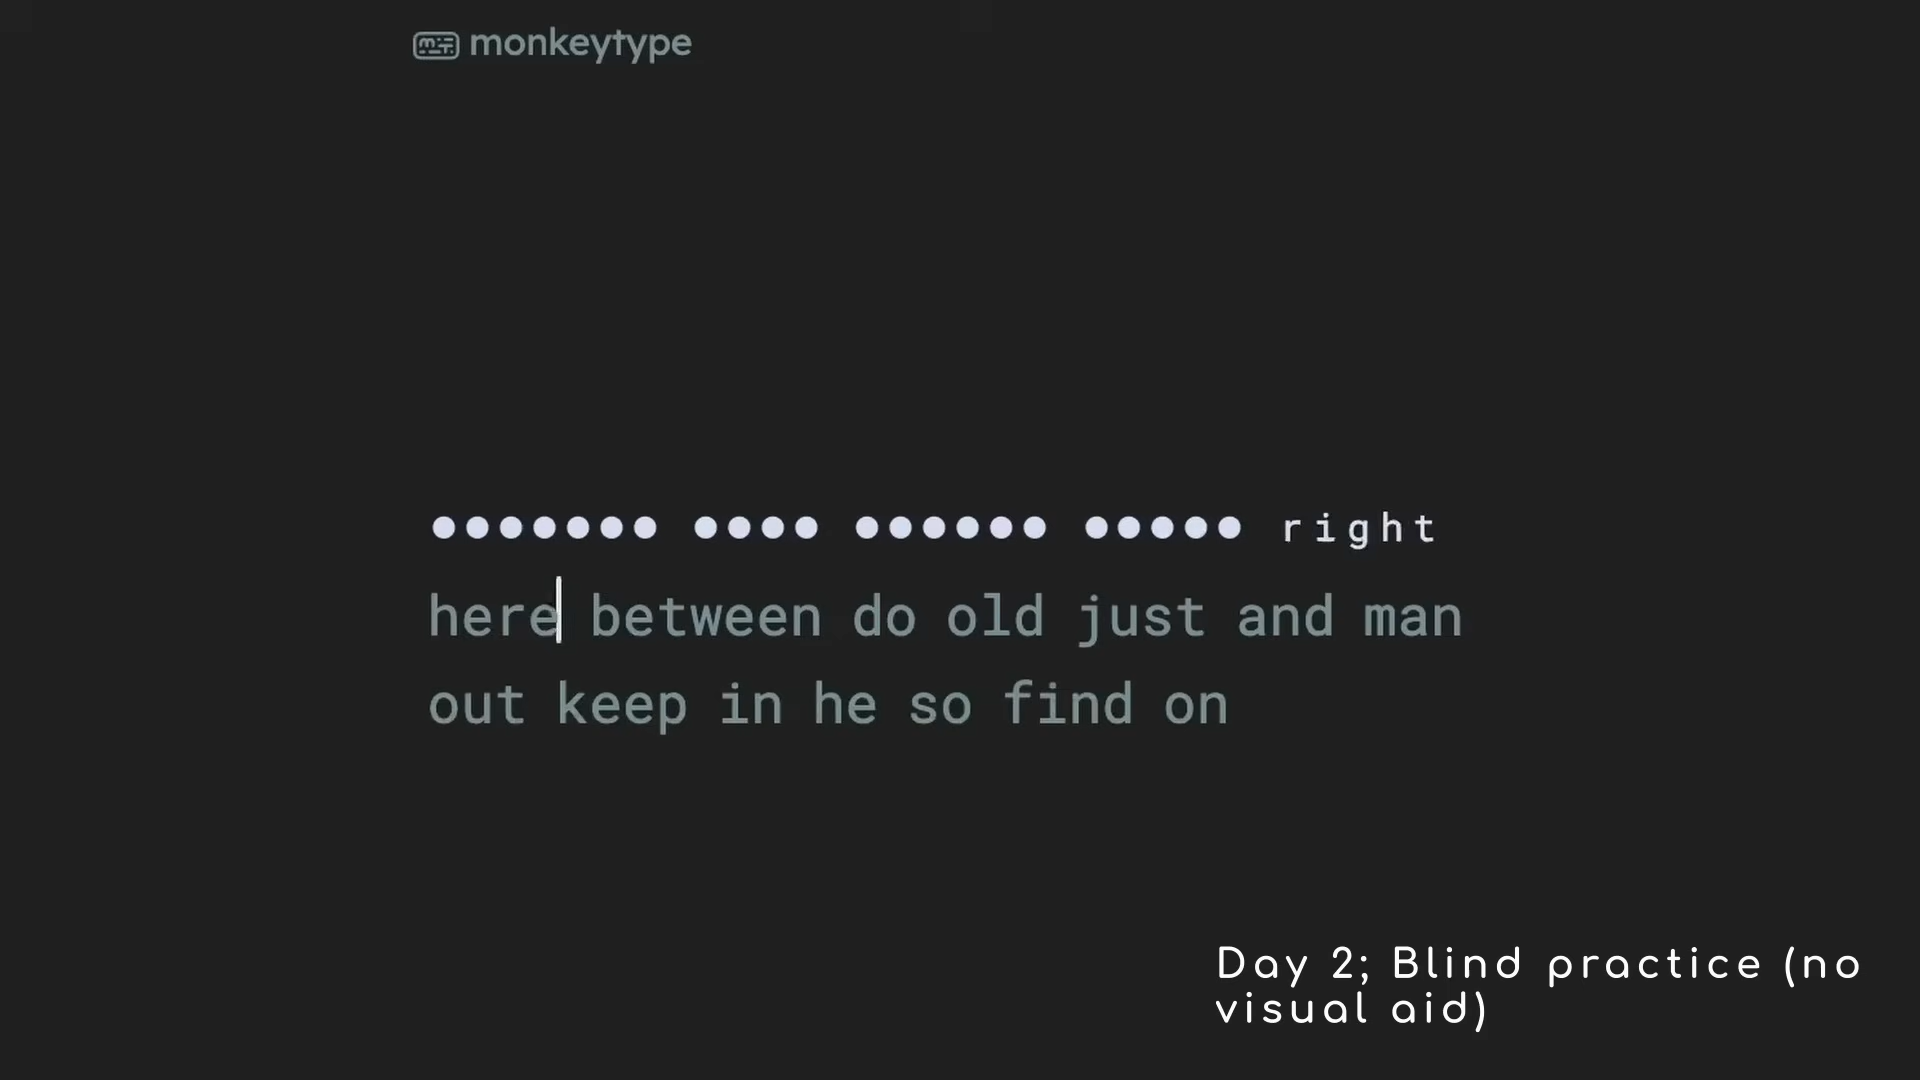 monkeytype
●●●●●●● ●●●● ●●●●●● ●●●●● right
here between do old just and man
out keep in he so find on
Day 2; Blind practice (no
visual aid)